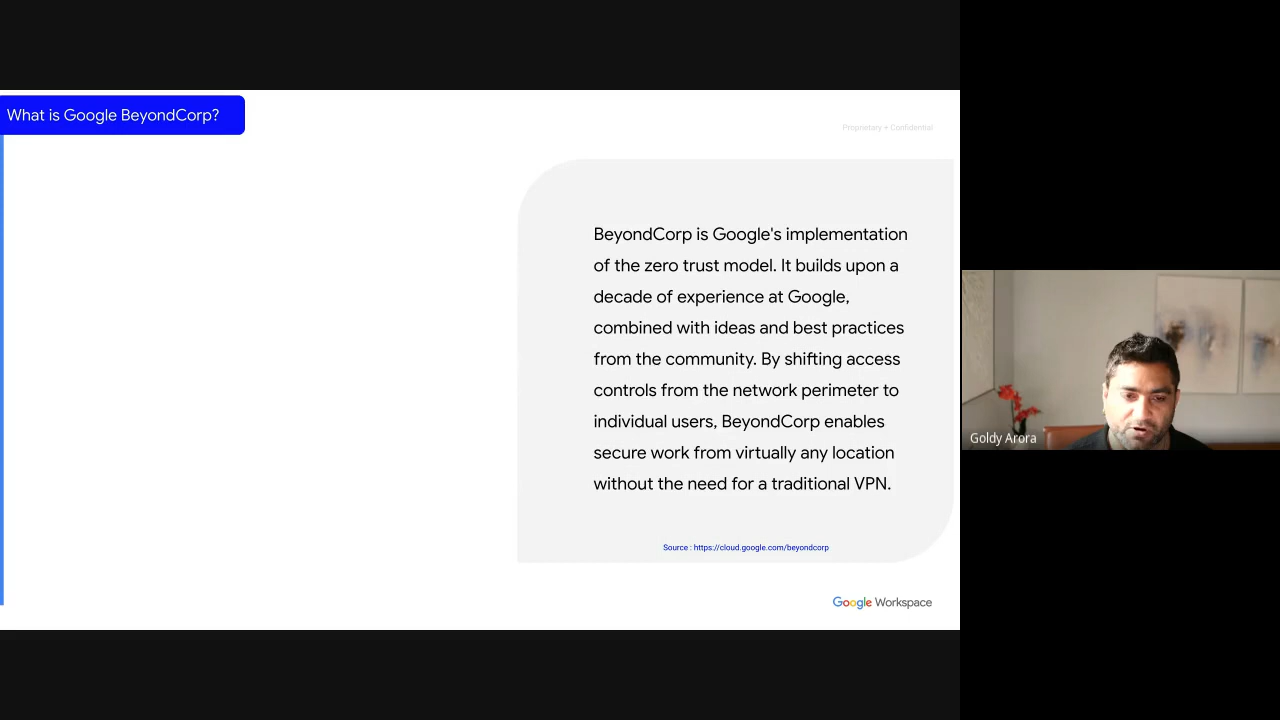 What is Google BeyondCorp?
Proprietary + Confidential
BeyondCorp is Google's implementation
of the zero trust model. It builds upon a
decade of experience at Google,
combined with ideas and best practices
from the community. By shifting access
controls from the network perimeter to
individual users, BeyondCorp enables
secure work from virtually any location
without the need for a traditional VPN.
Source : https://cloud.google.com/beyondcorp
Google Workspace
Goldy Arora